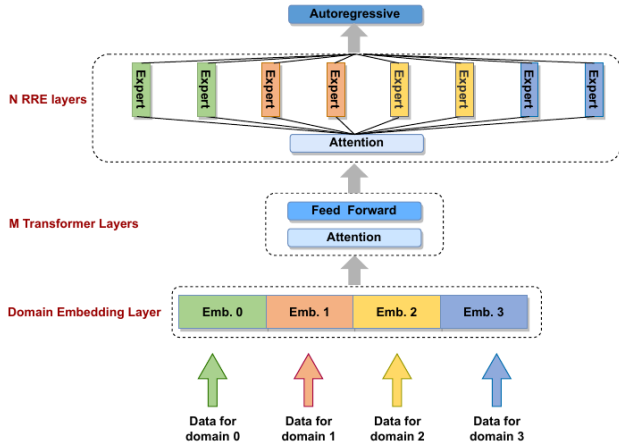 Autoregressive
N RRE layers
Expert
Expert
Expert
Expert
Expert
Expert
Expert
Expert
Attention
M Transformer Layers
Feed Forward
Attention
Domain Embedding Layer
Emb. 0
Emb. 1
Emb. 2
Emb. 3
Data for
domain 0
Data for
domain 1
Data for
domain 2
Data for
domain 3